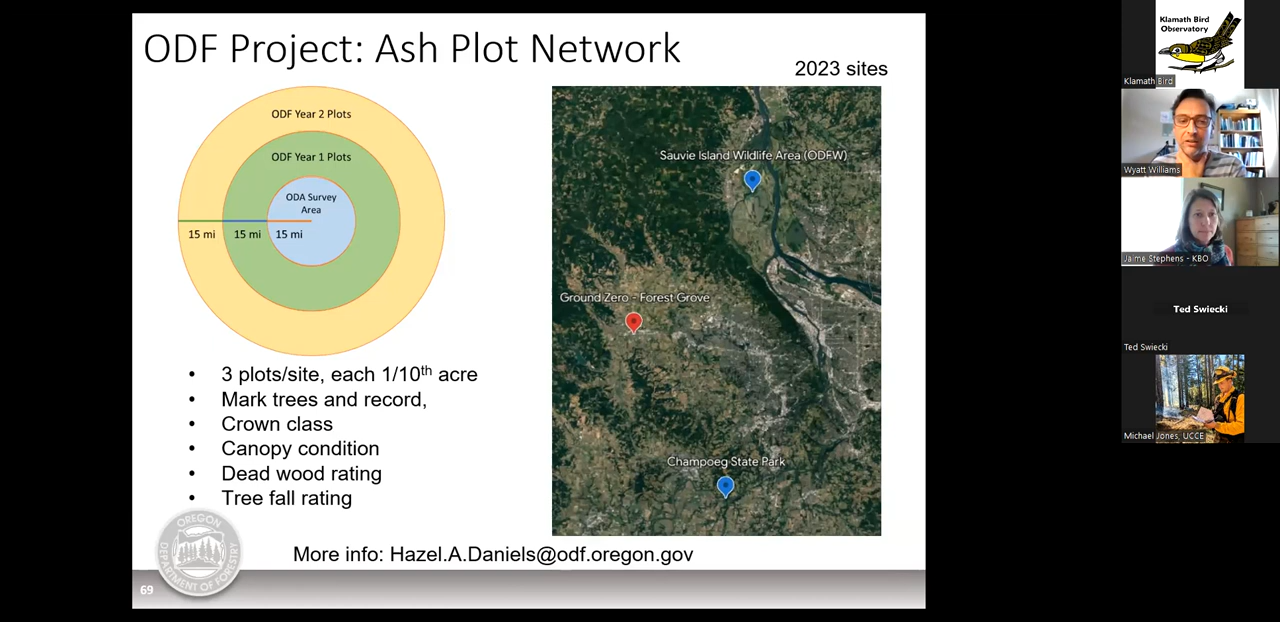 ODF Project: Ash Plot Network
2023 sites
ODF Year 2 Plots
ODF Year 1 Plots
ODA Survey
Area
15 mi
15 mi
15 mi
• 3 plots/site, each 1/10th acre
• Mark trees and record,
• Crown class
• Canopy condition
• Dead wood rating
• Tree fall rating
Sauvie Island Wildlife Area (ODFW)
Ground Zero - Forest Grove
Champoeg State Park
OREGON
DEPARTMENT OF FORESTRY
More info: Hazel.A.Daniels@odf.oregon.gov
69
Klamath Bird
Observatory
Klamath Bird
Wyatt Williams
Jaime Stephens - KBO
Ted Swiecki
Ted Swiecki
Michael Jones, UCCE